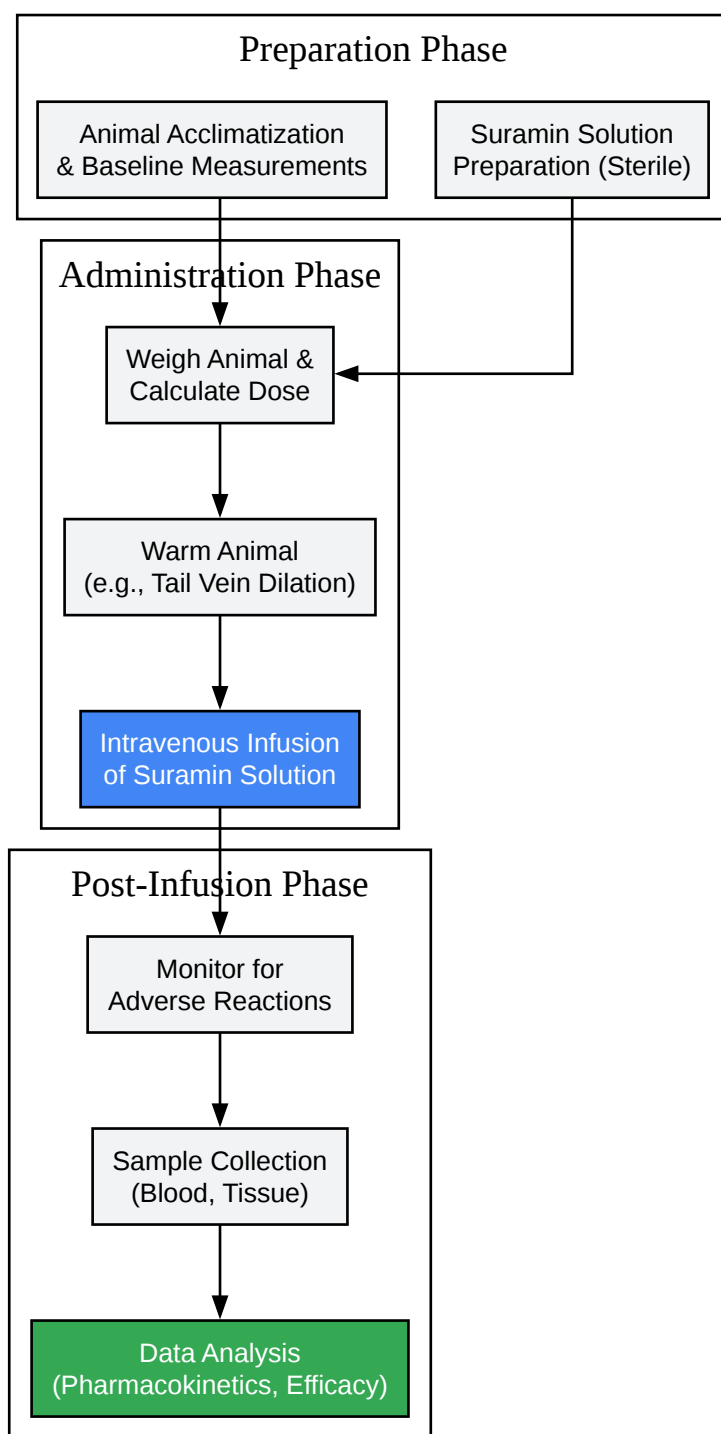 Preparation Phase
Animal Acclimatization
& Baseline Measurements
Suramin Solution
Preparation (Sterile)
Administration Phase
Weigh Animal &
Calculate Dose
Warm Animal
(e.g., Tail Vein Dilation)
Intravenous Infusion
of Suramin Solution
Post-Infusion Phase
Monitor for
Adverse Reactions
Sample Collection
(Blood, Tissue)
Data Analysis
(Pharmacokinetics, Efficacy)